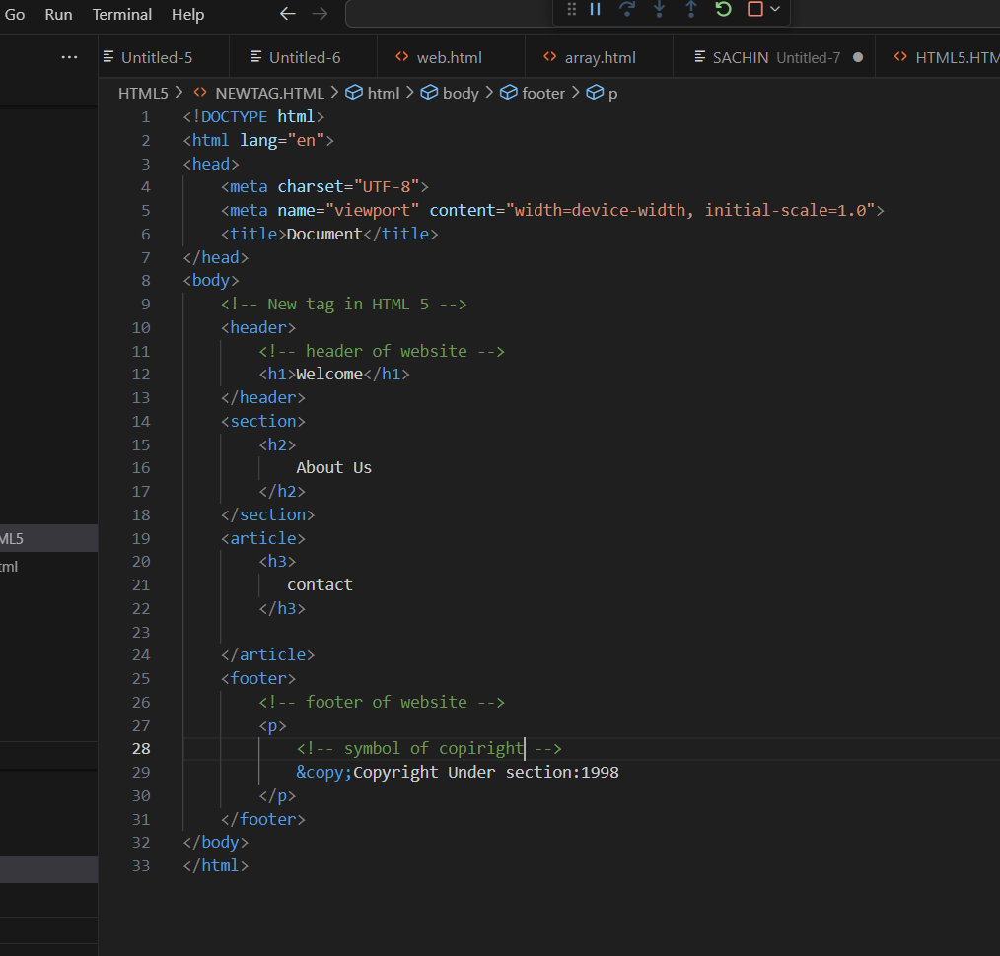 Go Run Terminal Help
Untitled-5 Untitled-6 web.html array.html SACHIN Untitled-7 HTML5.HTM
HTML5 > NEWTAG.HTML > html > body > footer > p
1 <!DOCTYPE html>
2 <html lang="en">
3 <head>
4 <meta charset="UTF-8">
5 <meta name="viewport" content="width=device-width, initial-scale=1.0">
6 <title>Document</title>
7 </head>
8 <body>
9 <!-- New tag in HTML 5 -->
10 <header>
11 <!-- header of website -->
12 <h1>Welcome</h1>
13 </header>
14 <section>
15 <h2>
16 About Us
17 </h2>
18 </section>
19 <article>
ML5
20 <h3>
tml
21 contact
22 </h3>
23
24 </article>
25 <footer>
26 <!-- footer of website -->
27 <p>
28 <!-- symbol of copiright -->
29 &copy;Copyright Under section:1998
30 </p>
31 </footer>
32 </body>
33 </html>